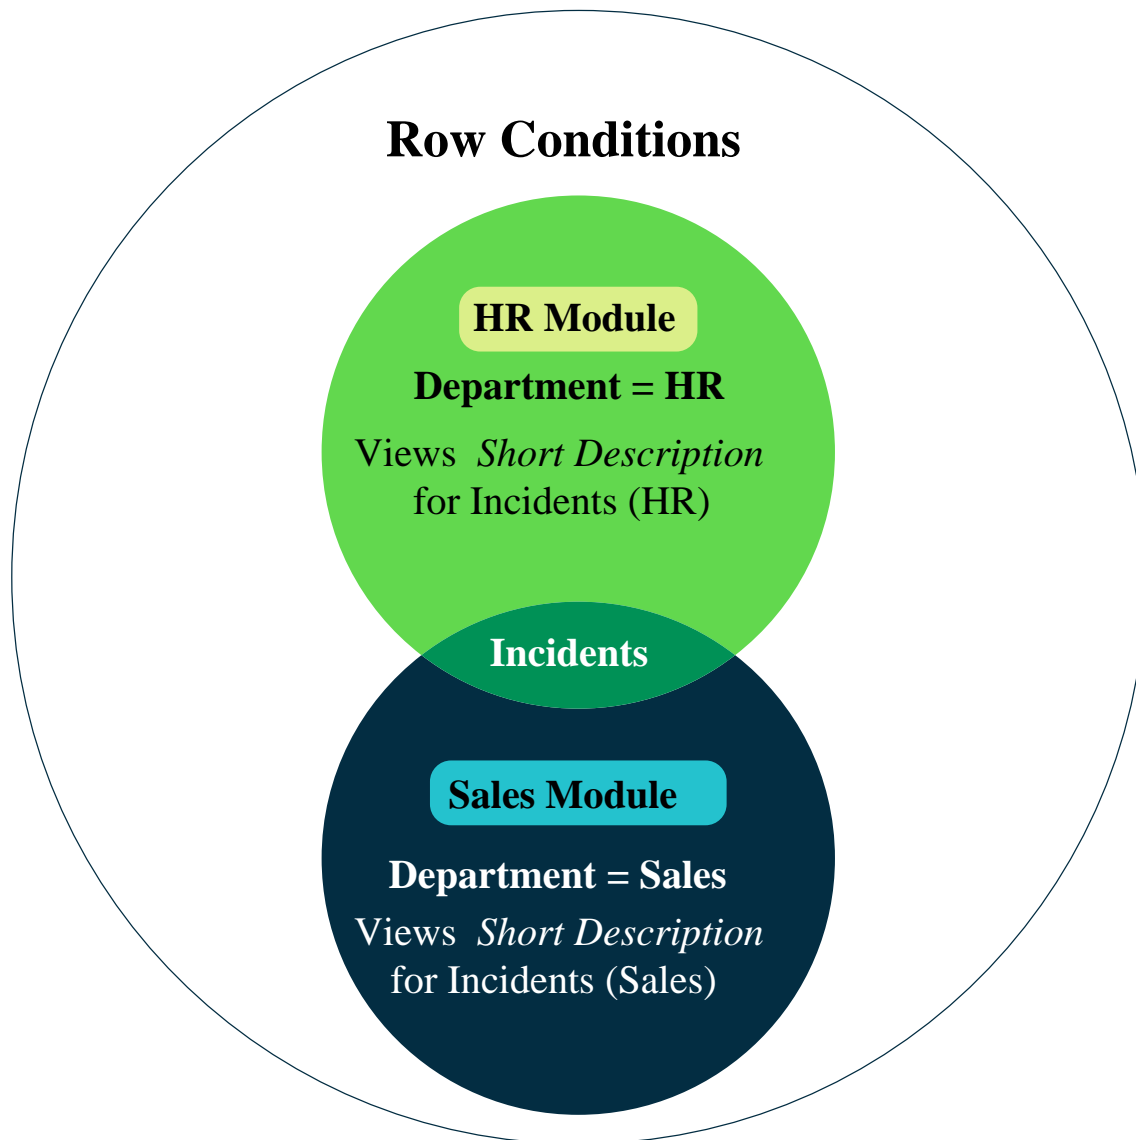 Row Conditions
HR Module
Department = HR
Views Short Description
for Incidents (HR)
Incidents
Sales Module
Department = Sales
Views Short Description
for Incidents (Sales)